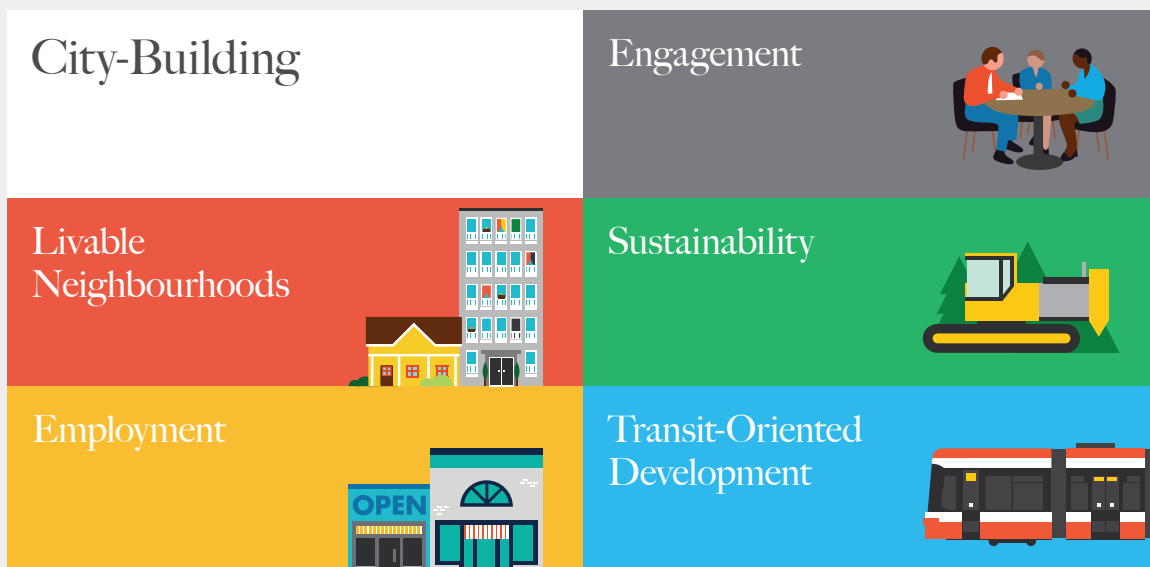 City-Building
Engagement
Livable
Neighbourhoods
Sustainability
Employment
OPEN
Transit-Oriented
Development